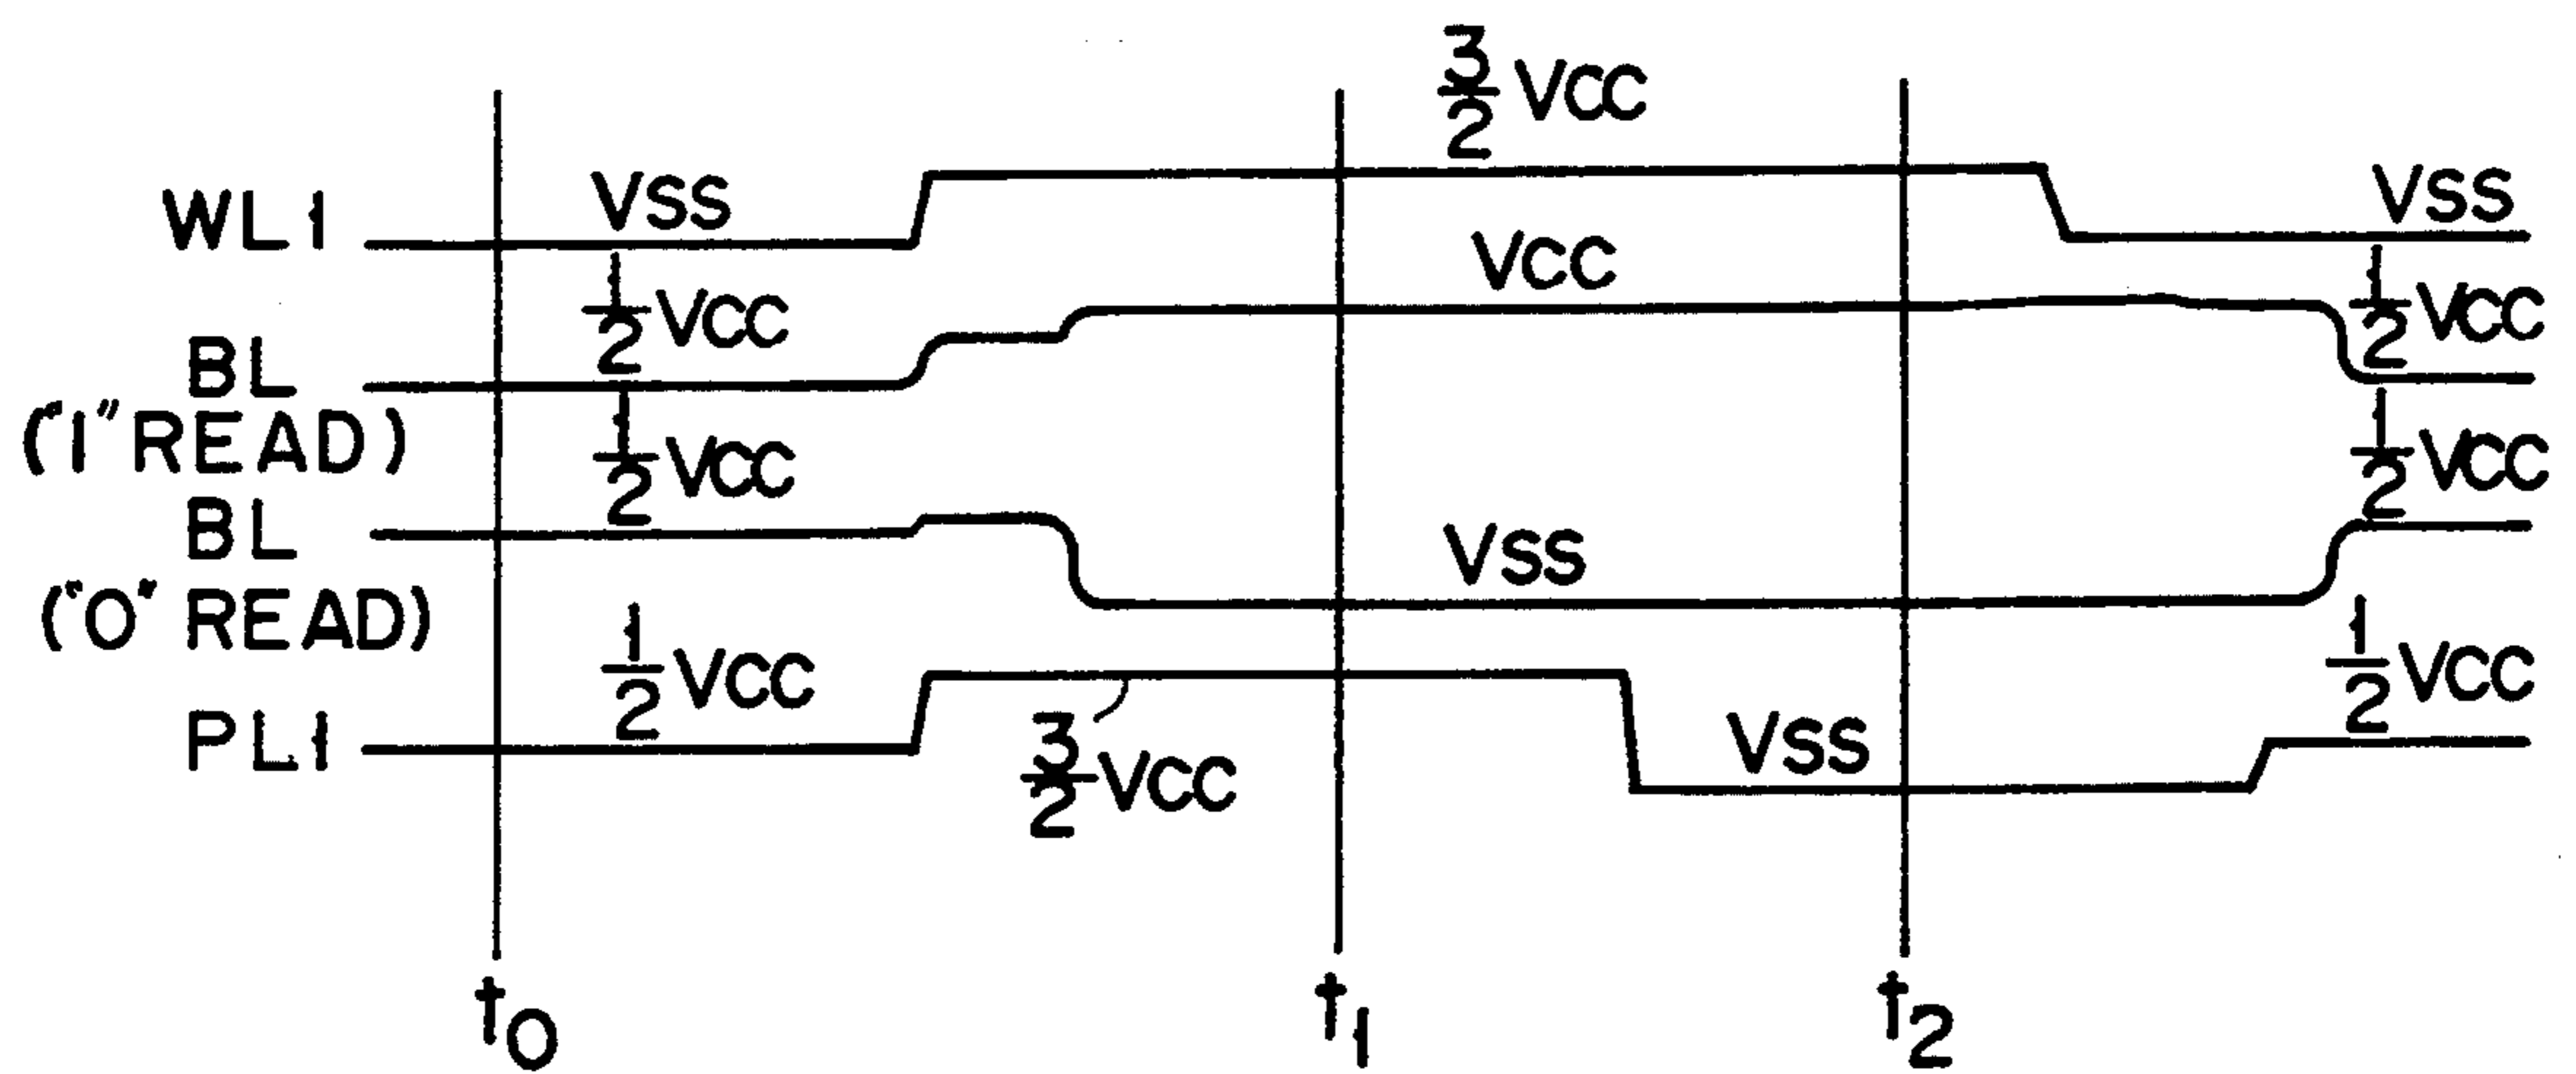 3/2 VCC
WL1 VSS VSS
1/2 VCC VCC 1/2 VCC
BL
("1" READ) 1/2 VCC 1/2 VCC
BL VSS
("0" READ) 1/2 VCC 1/2 VCC
PL1 3/2 VCC VSS
t0 t1 t2